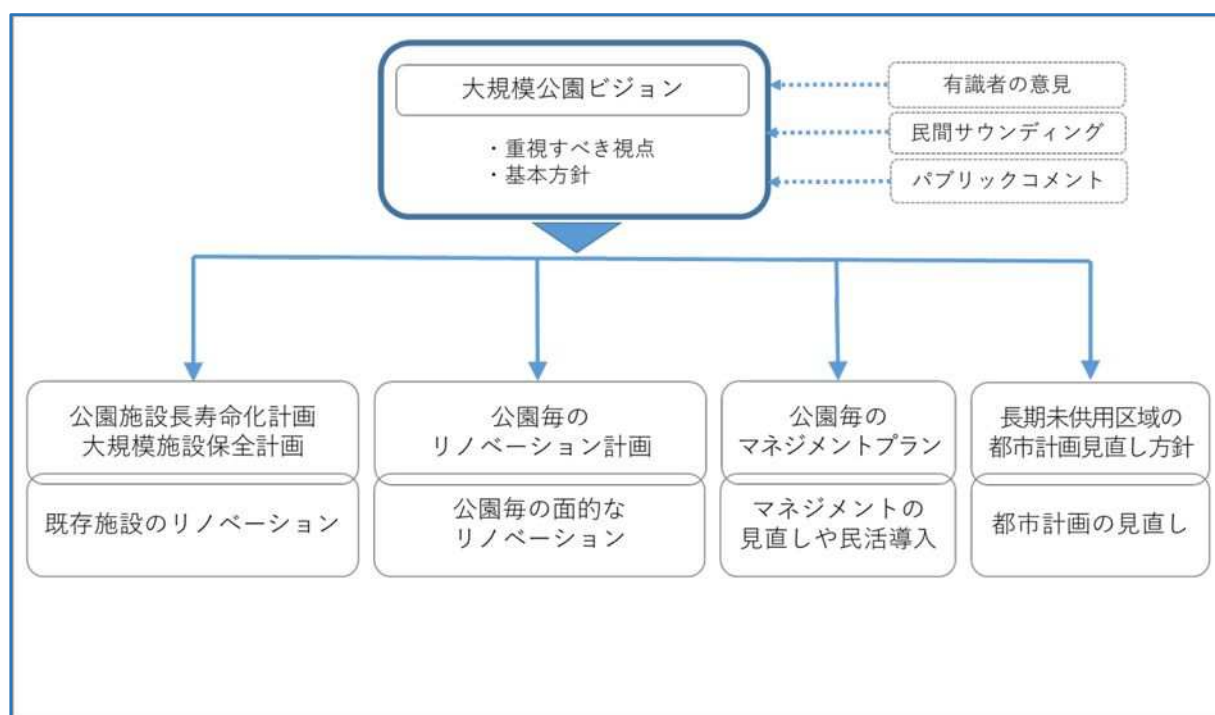 大規模公園ビジョン
・重視すべき視点
・基本方針
有識者の意見
民間サウンディング
パブリックコメント
公園施設長寿命化計画
大規模施設保全計画
既存施設のリノベーション
公園毎の
リノベーション計画
公園毎の面的な
リノベーション
公園毎の
マネジメントプラン
マネジメントの
見直しや民活導入
長期未供用区域の
都市計画見直し方針
都市計画の見直し